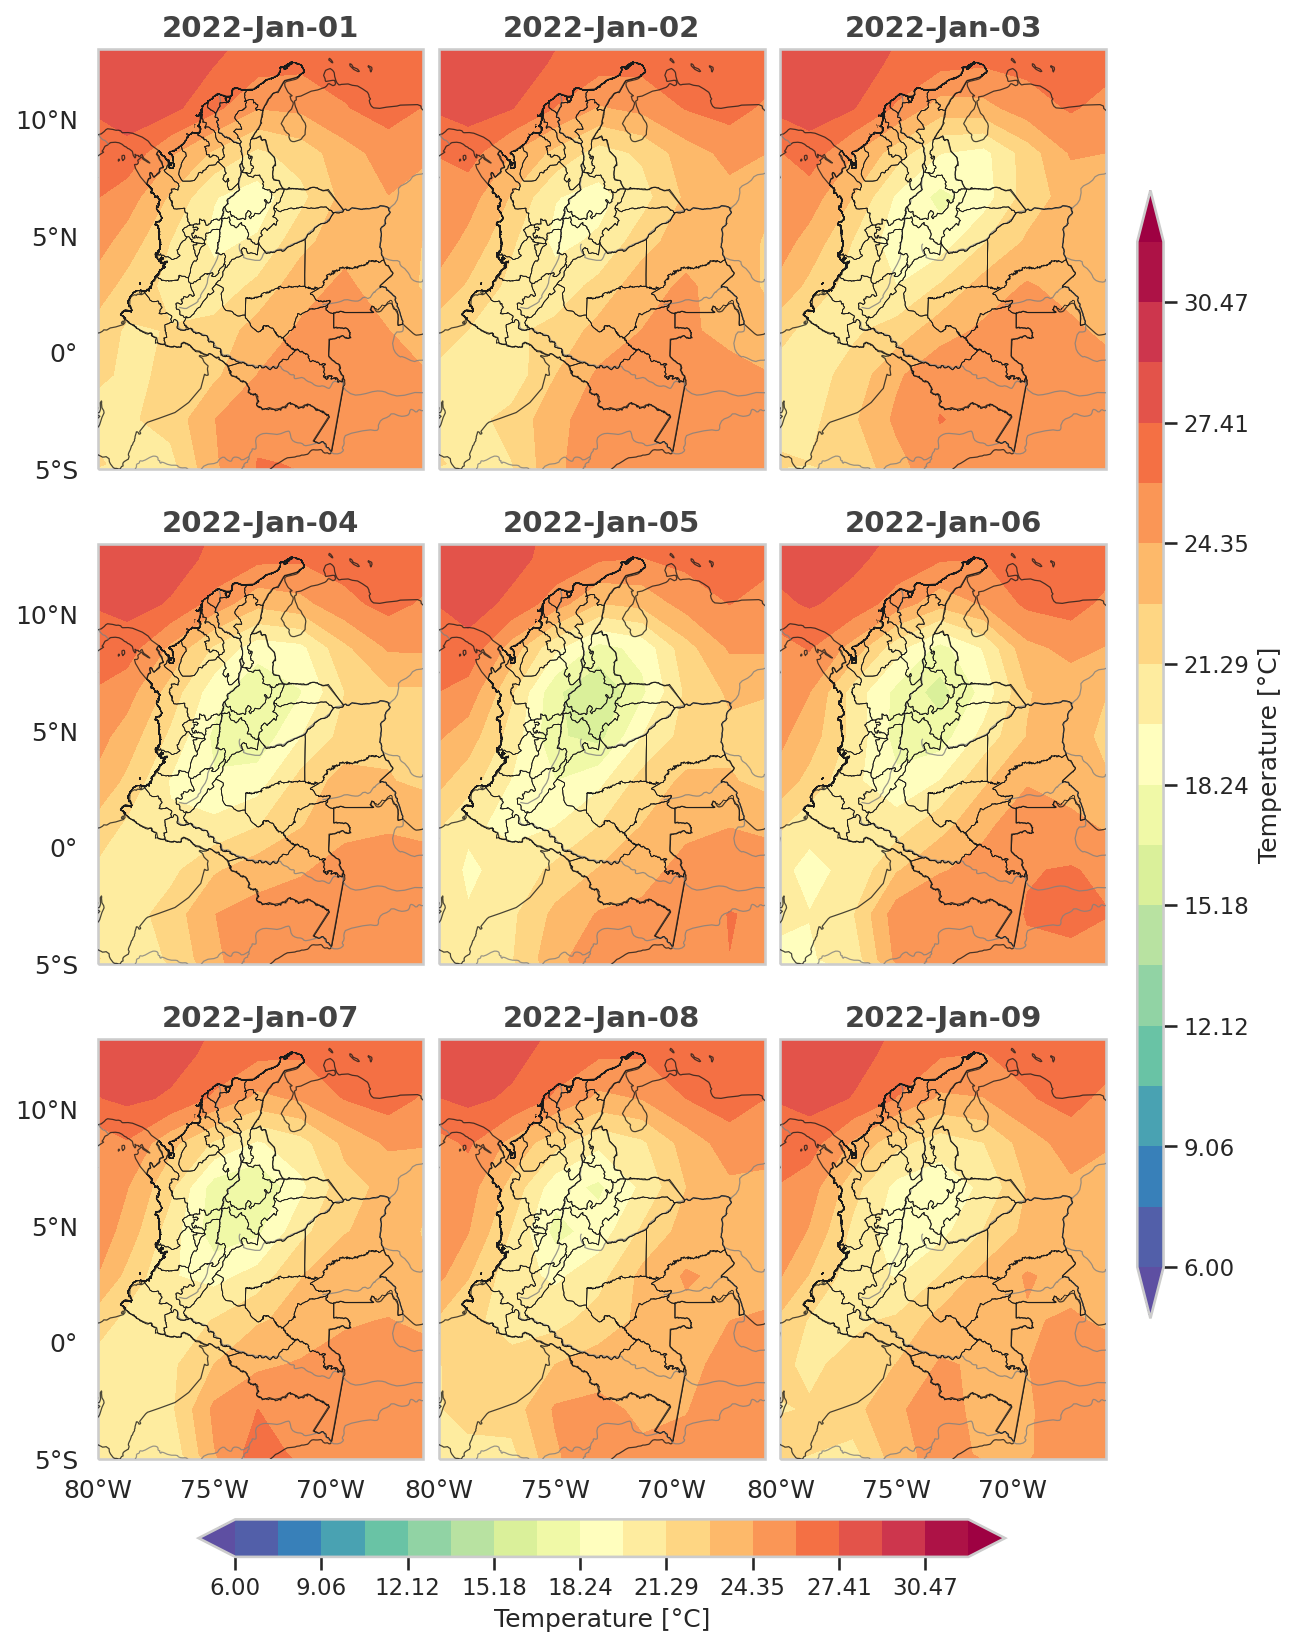 2022-Jan-01 2022-Jan-02 2022-Jan-03
10°N
5°N
0°
5°S
2022-Jan-04 2022-Jan-05 2022-Jan-06
10°N
5°N
0°
5°S
2022-Jan-07 2022-Jan-08 2022-Jan-09
10°N
5°N
0°
5°S
80°W 75°W 70°W 80°W 75°W 70°W 80°W 75°W 70°W
30.47
27.41
24.35
21.29
18.24
15.18
12.12
9.06
6.00
Temperature [°C]
6.00 9.06 12.12 15.18 18.24 21.29 24.35 27.41 30.47
Temperature [°C]